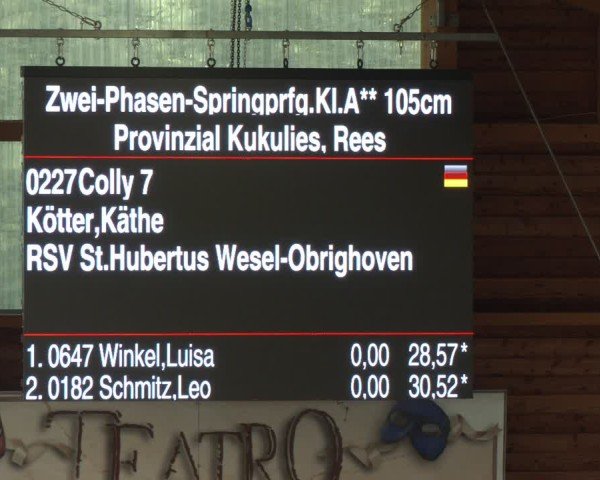 Zwei-Phasen-Springprfg.Kl.A** 105cm
Provinzial Kukulies, Rees
0227Colly 7
Kötter,Käthe
RSV St.Hubertus Wesel-Obrighoven
1. 0647 Winkel,Luisa 0,00 28,57*
2. 0182 Schmitz,Leo 0,00 30,52*
TEATRO